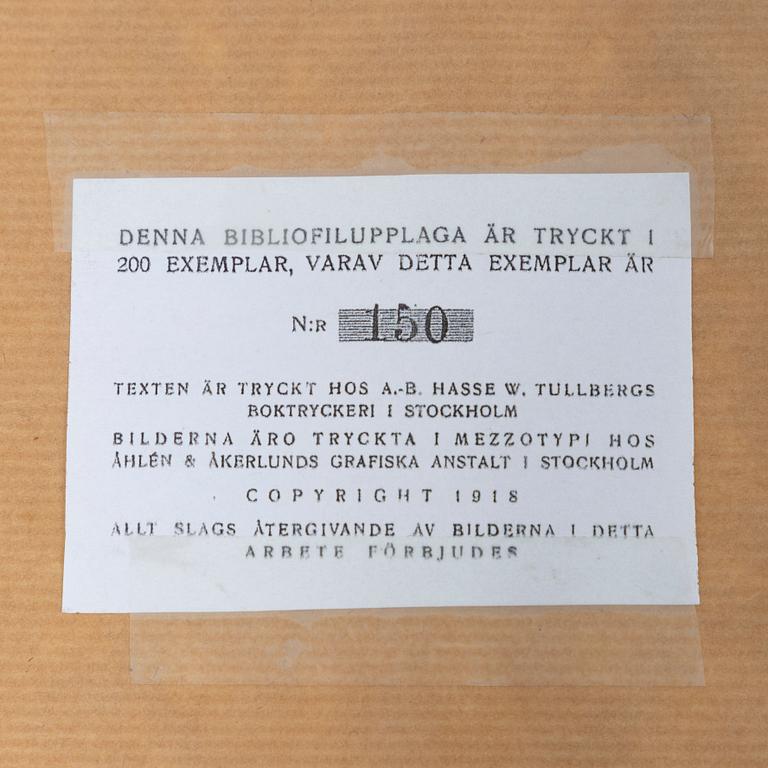 DENNA BIBLIOFILUPPLAGA ÄR TRYCKT I
200 EXEMPLAR, VARAV DETTA EXEMPLAR ÄR
N:R 150
TEXTEN ÄR TRYCKT HOS A.-B. HASSE W. TULLBERGS
BOKTRYCKERI I STOCKHOLM
BILDERNA ÄRO TRYCKTA I MEZZOTYPI HOS
ÅHLÉN & ÅKERLUNDS GRAFISKA ANSTALT I STOCKHOLM
COPYRIGHT 1918
ALLT SLAGS ÅTERGIVANDE AV BILDERNA I DETTA
ARBETE FÖRBJUDES